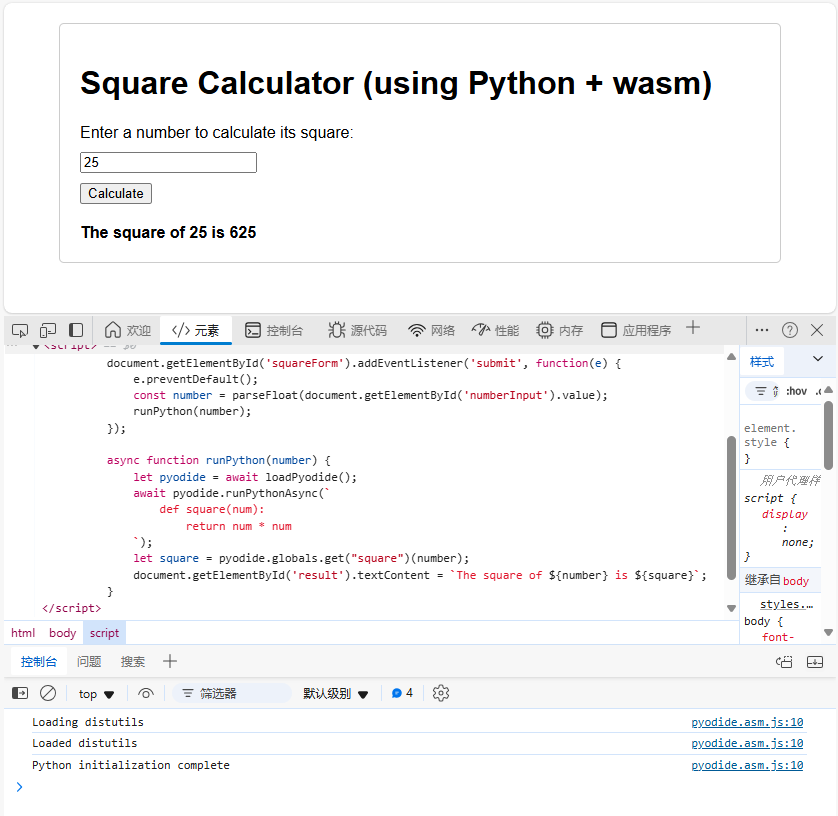 Square Calculator (using Python + wasm)
Enter a number to calculate its square:
25
Calculate
The square of 25 is 625
欢迎
</> 元素
控制台
源代码
网络
性能
内存
应用程序
<script> == $0
document.getElementById('squareForm').addEventListener('submit', function(e) {
e.preventDefault();
const number = parseFloat(document.getElementById('numberInput').value);
runPython(number);
});
async function runPython(number) {
let pyodide = await loadPyodide();
await pyodide.runPythonAsync(`
def square(num):
return num * num
`);
let square = pyodide.globals.get("square")(number);
document.getElementById('result').textContent = `The square of ${number} is ${square}`;
}
</script>
html body script
样式
:hov
element.
style {
}
用户代理样
script {
display
:
none;
}
继承自 body
styles.…
body {
font-
控制台 问题 搜索
top
筛选器
默认级别
4
Loading distutils pyodide.asm.js:10
Loaded distutils pyodide.asm.js:10
Python initialization complete pyodide.asm.js:10